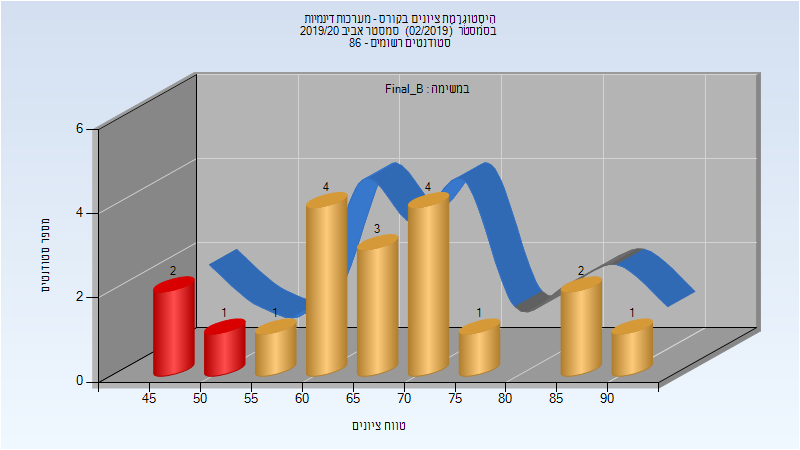 היסטוגרמת ציונים בקורס - מערכות דינמיות
בסמסטר (02/2019) סמסטר אביב 2019/20
סטודנטים רשומים - 86
במשימה : Final_B
מספר סטודנטים
6
4
2
0
2
1
1
4
3
4
1
2
1
45 50 55 60 65 70 75 80 85 90
טווח ציונים